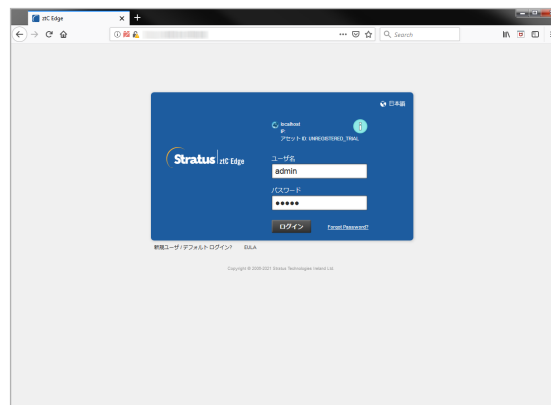 ztC Edge
Search
日本語
localhost
IP:
アセット ID: UNREGISTERED_TRIAL
Stratus ztC Edge
ユーザ名
admin
パスワード
ログイン Forgot Password?
新規ユーザ / デフォルト ログイン? EULA
Copyright © 2008-2021 Stratus Technologies Ireland Ltd.